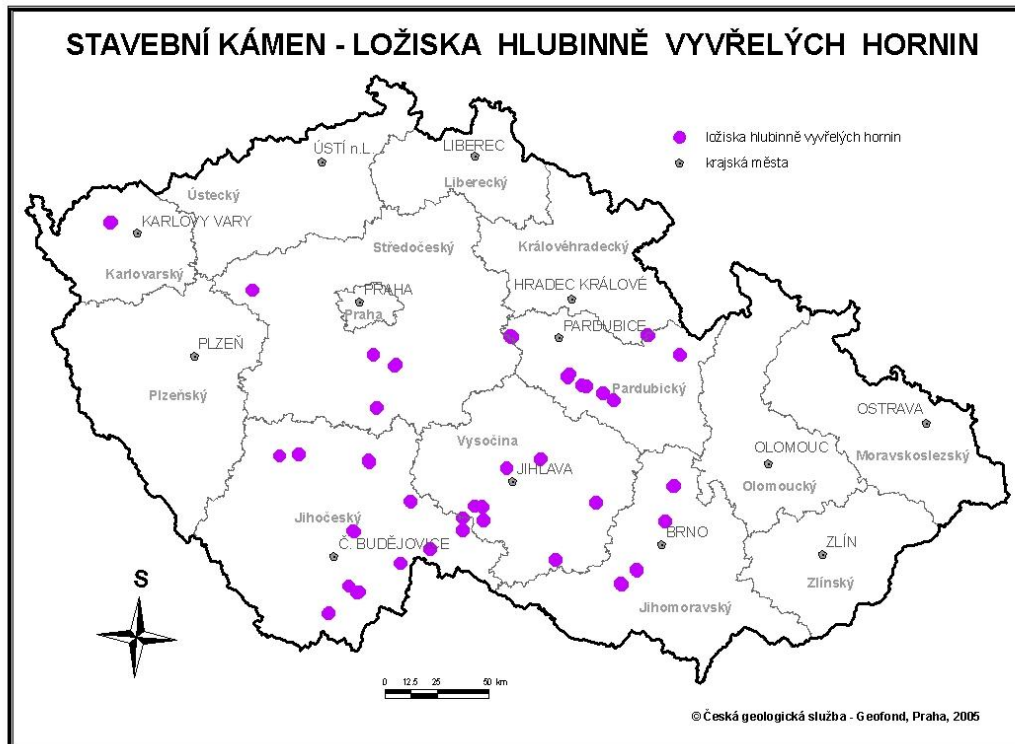 STAVEBNÍ KÁMEN - LOŽISKA HLUBINNĚ VYVŘELÝCH HORNIN
ložiska hlubinně vyvřelých hornin
krajská města
ÚSTÍ n.L.
LIBEREC
Liberecký
Ústecký
KARLOVY VARY
Karlovarský
Středočeský
Královéhradecký
HRADEC KRÁLOVÉ
PRAHA
Praha
PARDUBICE
Pardubický
PLZEŇ
Plzeňský
OSTRAVA
Moravskoslezský
Vysočina
JIHLAVA
OLOMOUC
Olomoucký
Jihočeský
Č. BUDĚJOVICE
BRNO
Jihomoravský
ZLÍN
Zlínský
S
0 12.5 25 50 km
© Česká geologická služba - Geofond, Praha, 2005